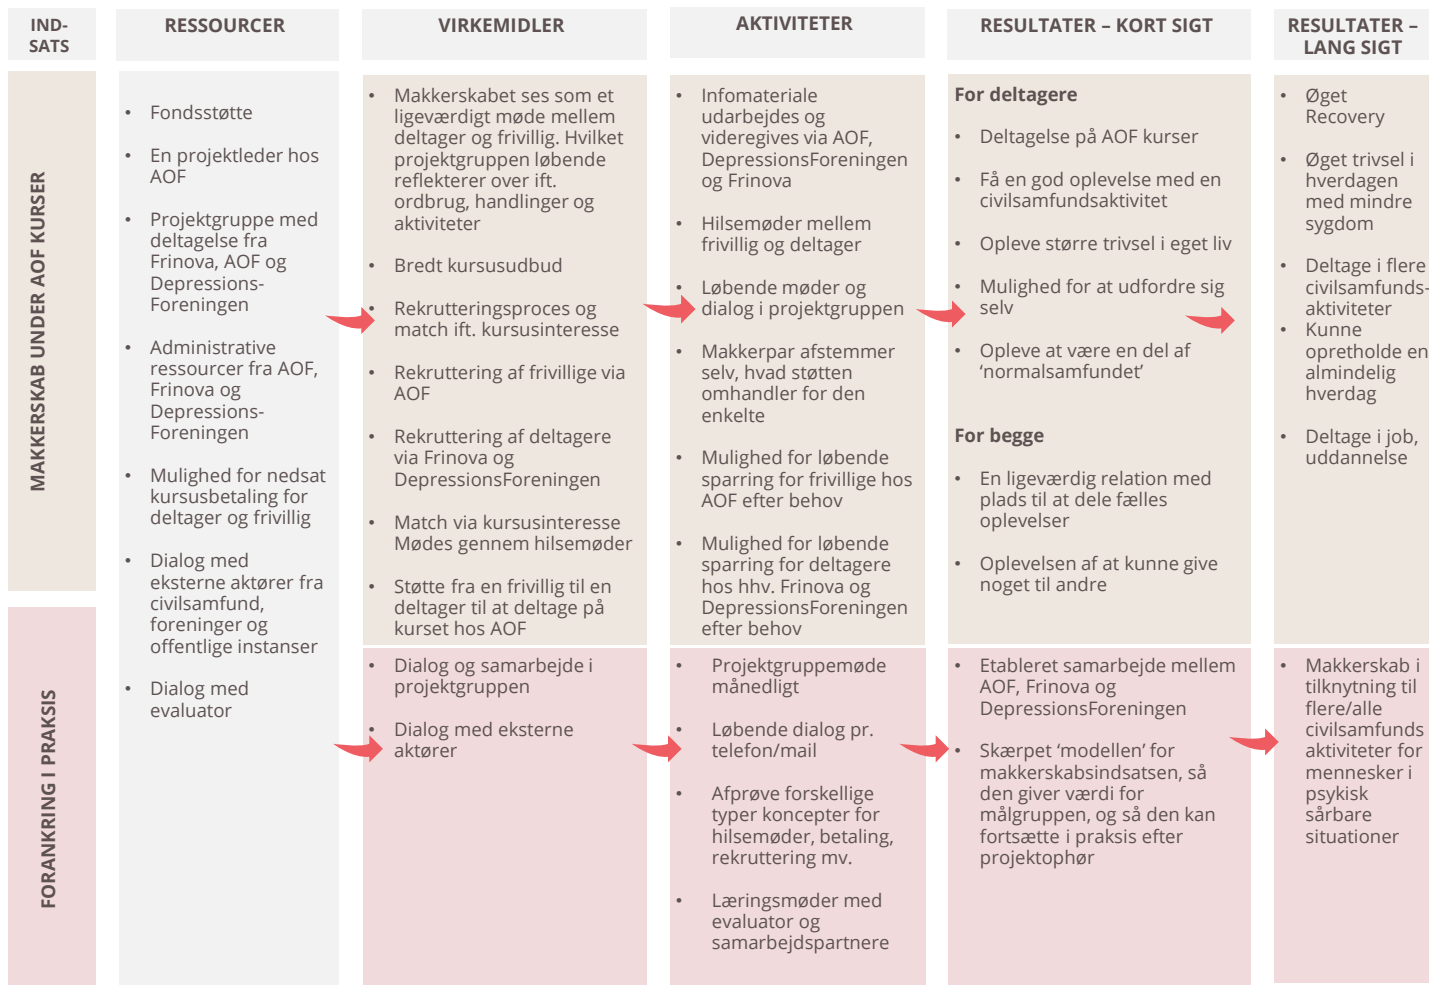 IND-
SATS
RESSOURCER
VIRKEMIDLER
AKTIVITETER
RESULTATER – KORT SIGT
RESULTATER –
LANG SIGT
MAKKERSKAB UNDER AOF KURSER
• Fondsstøtte
• En projektleder hos
AOF
• Projektgruppe med
deltagelse fra
Frinova, AOF og
Depressions-
Foreningen
• Administrative
ressourcer fra AOF,
Frinova og
Depressions-
Foreningen
• Mulighed for nedsat
kursusbetaling for
deltager og frivillig
• Dialog med
eksterne aktører fra
civilsamfund,
foreninger og
offentlige instanser
• Dialog med
evaluator
• Makkerskabet ses som et
ligeværdigt møde mellem
deltager og frivillig. Hvilket
projektgruppen løbende
reflekterer over ift.
ordbrug, handlinger og
aktiviteter
• Bredt kursusudbud
• Rekrutteringsproces og
match ift. kursusinteresse
• Rekruttering af frivillige via
AOF
• Rekruttering af deltagere
via Frinova og
DepressionsForeningen
• Match via kursusinteresse
Mødes gennem hilsemøder
• Støtte fra en frivillig til en
deltager til at deltage på
kurset hos AOF
• Infomateriale
udarbejdes og
videregives via AOF,
DepressionsForeningen
og Frinova
• Hilsemøder mellem
frivillig og deltager
• Løbende møder og
dialog i projektgruppen
• Makkerpar afstemmer
selv, hvad støtten
omhandler for den
enkelte
• Mulighed for løbende
sparring for frivillige hos
AOF efter behov
• Mulighed for løbende
sparring for deltagere
hos hhv. Frinova og
DepressionsForeningen
efter behov
For deltagere
• Deltagelse på AOF kurser
• Få en god oplevelse med en
civilsamfundsaktivitet
• Opleve større trivsel i eget liv
• Mulighed for at udfordre sig
selv
• Opleve at være en del af
‘normalsamfundet’
For begge
• En ligeværdig relation med
plads til at dele fælles
oplevelser
• Oplevelsen af at kunne give
noget til andre
• Øget
Recovery
• Øget trivsel i
hverdagen
med mindre
sygdom
• Deltage i flere
civilsamfunds-
aktiviteter
• Kunne
opretholde en
almindelig
hverdag
• Deltage i job,
uddannelse
FORANKRING I PRAKSIS
• Dialog og samarbejde i
projektgruppen
• Dialog med eksterne
aktører
• Projektgruppemøde
månedligt
• Løbende dialog pr.
telefon/mail
• Afprøve forskellige
typer koncepter for
hilsemøder, betaling,
rekruttering mv.
• Læringsmøder med
evaluator og
samarbejdspartnere
• Etableret samarbejde mellem
AOF, Frinova og
DepressionsForeningen
• Skærpet ‘modellen’ for
makkerskabsindsatsen, så
den giver værdi for
målgruppen, og så den kan
fortsætte i praksis efter
projektophør
• Makkerskab i
tilknytning til
flere/alle
civilsamfunds
aktiviteter for
mennesker i
psykisk
sårbare
situationer